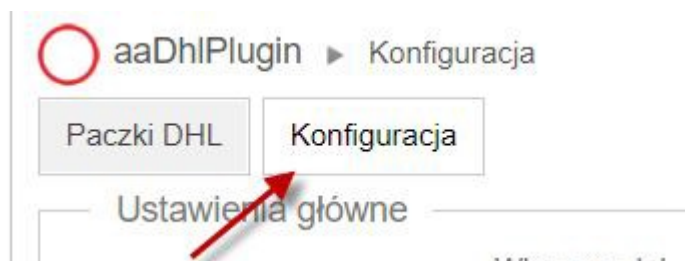 aaDhlPlugin ▸ Konfiguracja
Paczki DHL Konfiguracja
Ustawienia główne